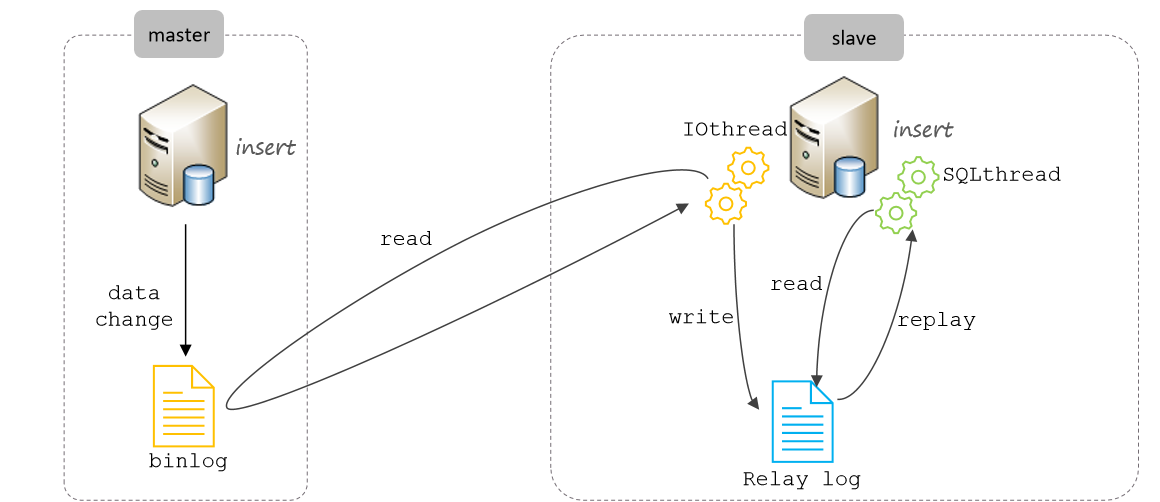 master
slave
insert
IOthread
insert
SQLthread
read
data
change
read
write
replay
binlog
Relay log